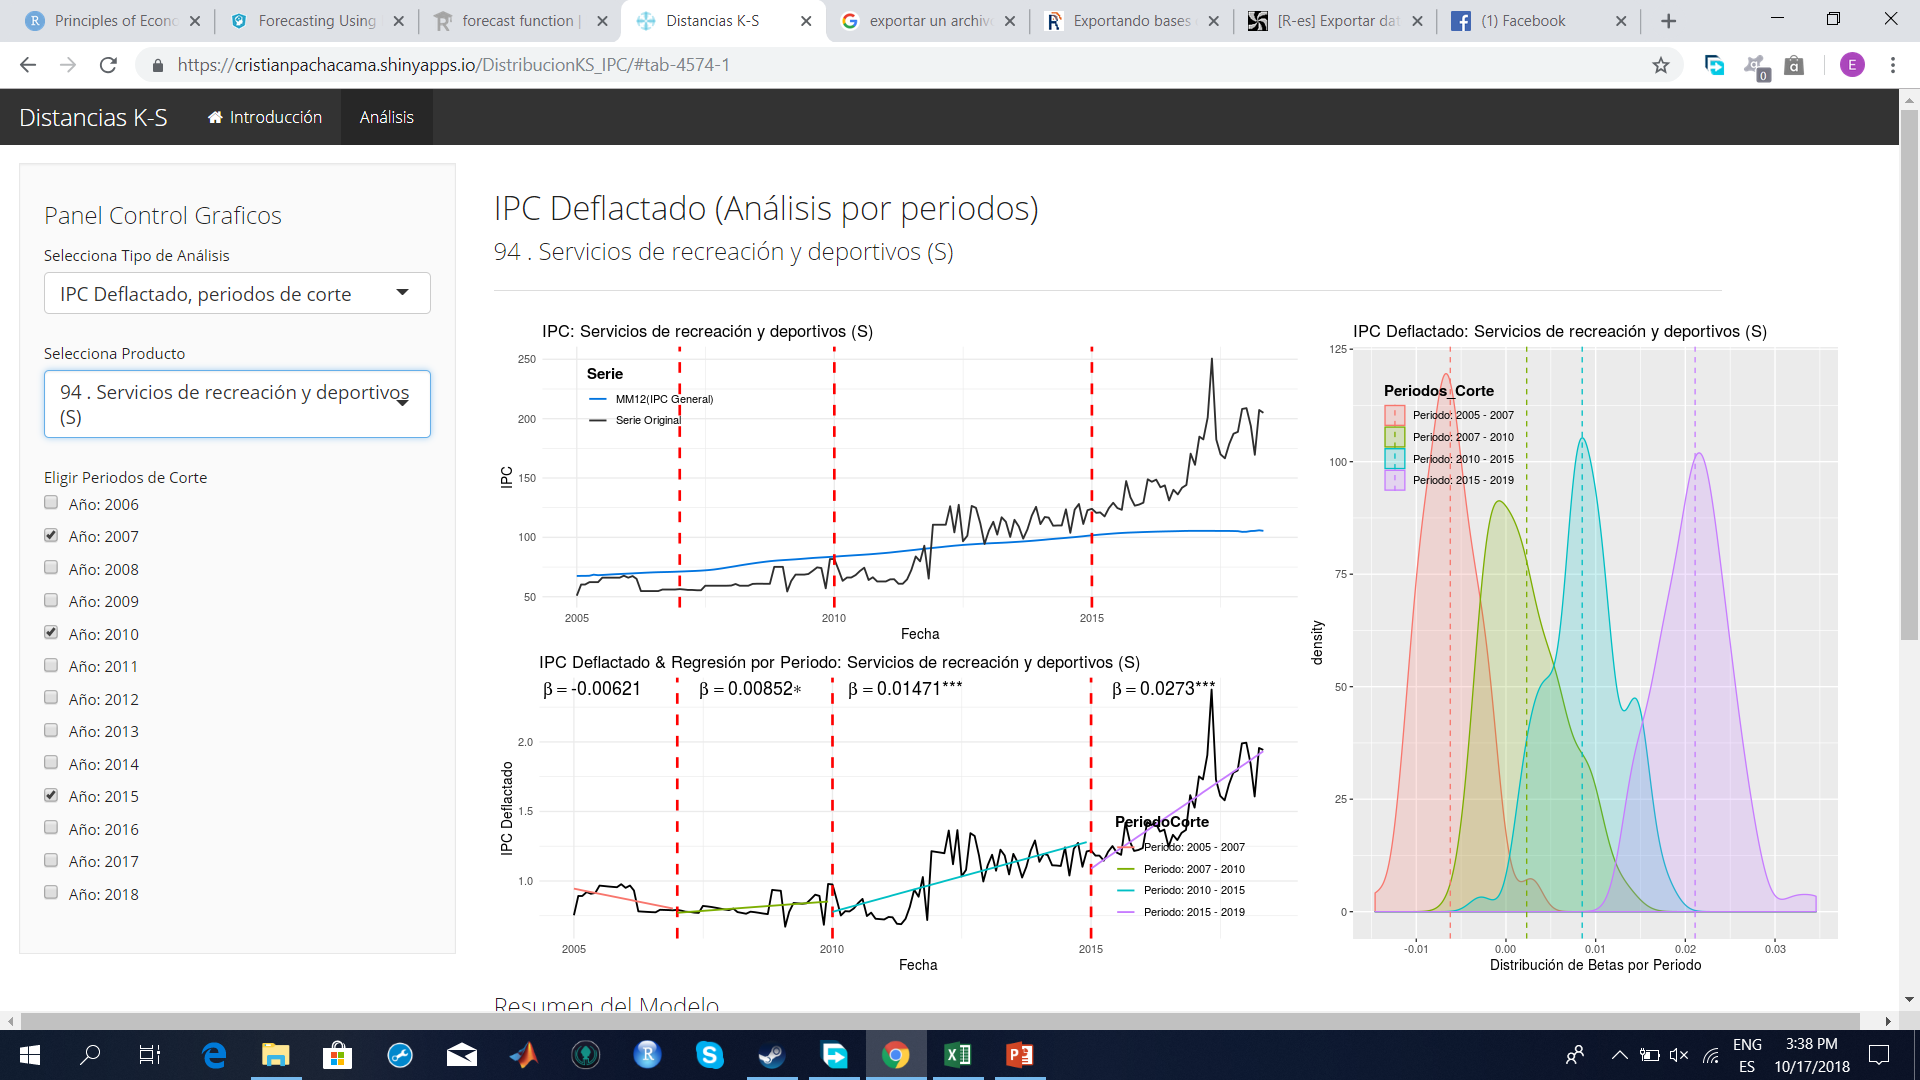 Principles of Econo
Forecasting Using
forecast function |
Distancias K-S
exportar un archivo
Exportando bases
[R-es] Exportar dat
(1) Facebook
https://cristianpachacama.shinyapps.io/DistribucionKS_IPC/#tab-4574-1
0
E
Distancias K-S
Introducción
Análisis
Panel Control Graficos
Selecciona Tipo de Análisis
IPC Deflactado, periodos de corte
Selecciona Producto
94 . Servicios de recreación y deportivos
(S)
Eligir Periodos de Corte
Año: 2006
Año: 2007
Año: 2008
Año: 2009
Año: 2010
Año: 2011
Año: 2012
Año: 2013
Año: 2014
Año: 2015
Año: 2016
Año: 2017
Año: 2018
IPC Deflactado (Análisis por periodos)
94 . Servicios de recreación y deportivos (S)
IPC: Servicios de recreación y deportivos (S)
250
200
150
100
50
IPC
Serie
MM12(IPC General)
Serie Original
2005
2010
2015
Fecha
IPC Deflactado & Regresión por Periodo: Servicios de recreación y deportivos (S)
β = -0.00621
β = 0.00852*
β = 0.01471***
β = 0.0273***
2.0
1.5
1.0
IPC Deflactado
PeriodoCorte
Periodo: 2005 - 2007
Periodo: 2007 - 2010
Periodo: 2010 - 2015
Periodo: 2015 - 2019
2005
2010
2015
Fecha
IPC Deflactado: Servicios de recreación y deportivos (S)
125
100
75
50
25
0
density
Periodos_Corte
Periodo: 2005 - 2007
Periodo: 2007 - 2010
Periodo: 2010 - 2015
Periodo: 2015 - 2019
-0.01
0.00
0.01
0.02
0.03
Distribución de Betas por Periodo
Resumen del Modelo
ENG
ES
3:38 PM
10/17/2018